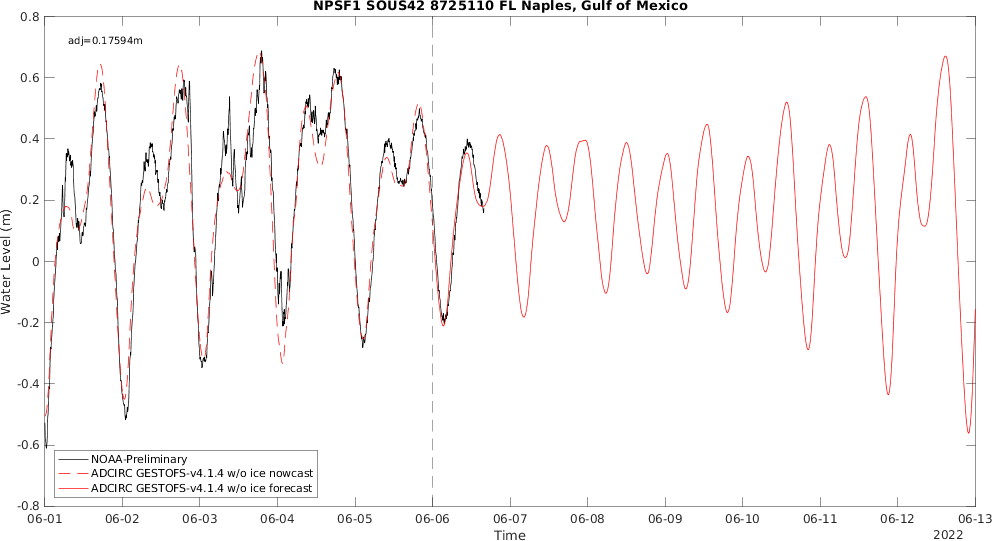 NPSF1 SOUS42 8725110 FL Naples, Gulf of Mexico
adj=0.17594m
0.8
0.6
0.4
0.2
0
-0.2
-0.4
-0.6
-0.8
Water Level (m)
NOAA-Preliminary
ADCIRC GESTOFS-v4.1.4 w/o ice nowcast
ADCIRC GESTOFS-v4.1.4 w/o ice forecast
06-01 06-02 06-03 06-04 06-05 06-06 06-07 06-08 06-09 06-10 06-11 06-12 06-13
Time
2022